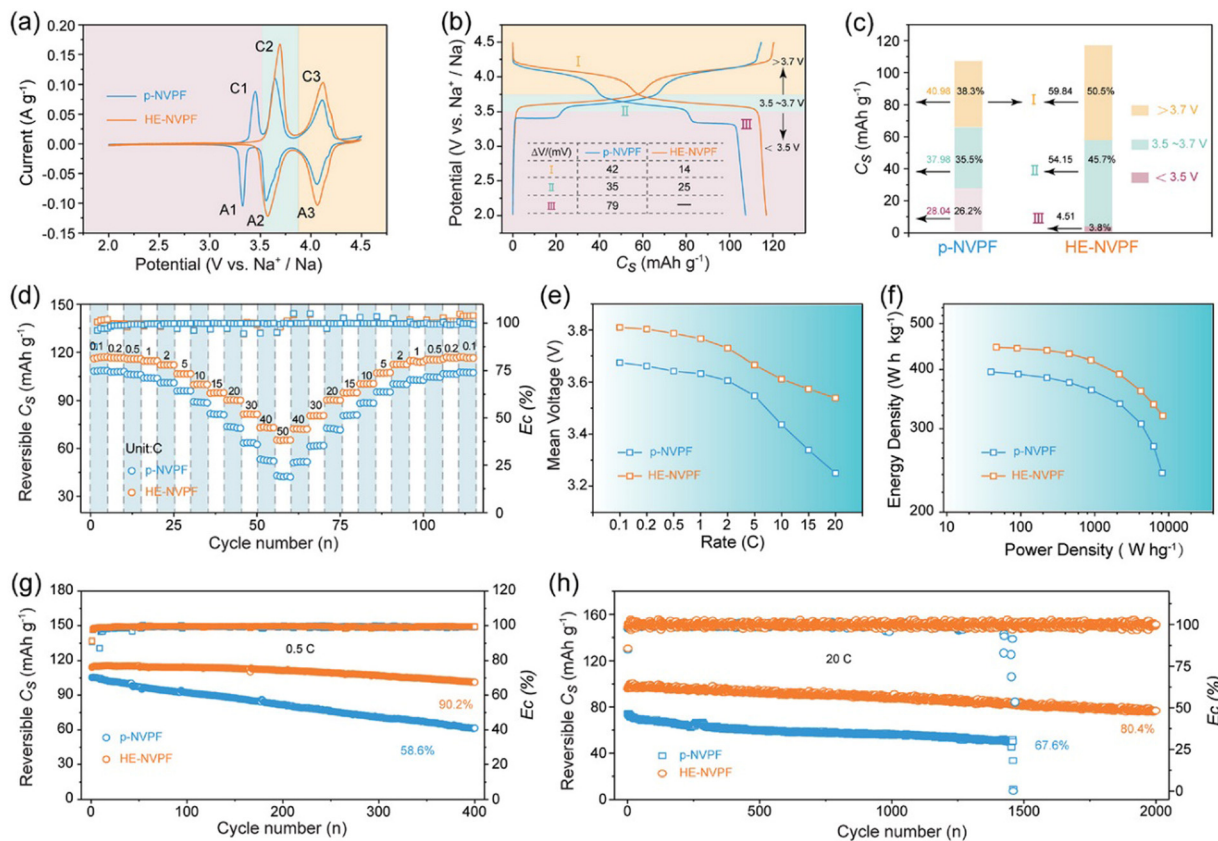 (a)
0.20
0.15
0.10
0.05
0.00
-0.05
-0.10
-0.15
Current (A g⁻¹)
p-NVPF
HE-NVPF
C1
C2
C3
A1
A2
A3
2.0
2.5
3.0
3.5
4.0
4.5
Potential (V vs. Na⁺ / Na)
(b)
4.5
4.0
3.5
3.0
2.5
2.0
Potential (V vs. Na⁺ / Na)
I
II
III
>3.7 V
3.5 ~3.7 V
< 3.5 V
ΔV/(mV) p-NVPF HE-NVPF
I 42 14
II 35 25
III 79 —
0 20 40 60 80 100 120 140
Cs (mAh g⁻¹)
(c)
120
100
80
60
40
20
0
Cs (mAh g⁻¹)
40.98 38.3% I 59.84 50.5%
37.98 35.5% II 54.15 45.7%
28.04 26.2% III 4.51 3.8%
>3.7 V
3.5 ~3.7 V
< 3.5 V
p-NVPF
HE-NVPF
(d)
150
120
90
60
30
Reversible Cs (mAh g⁻¹)
0.1 0.2 0.5 1 2 5 10 15 20 30 40 50 40 30 20 15 10 5 2 1 0.5 0.2 0.1
Unit:C
p-NVPF
HE-NVPF
100
75
50
25
0
Ec (%)
0 25 50 75 100
Cycle number (n)
(e)
3.8
3.6
3.4
3.2
Mean Voltage (V)
p-NVPF
HE-NVPF
0.1 0.2 0.5 1 2 5 10 15 20
Rate (C)
(f)
500
400
300
200
Energy Density (W h kg⁻¹)
p-NVPF
HE-NVPF
10 100 1000 10000
Power Density ( W hg⁻¹)
(g)
180
150
120
90
60
30
0
Reversible Cs (mAh g⁻¹)
0.5 C
90.2%
58.6%
p-NVPF
HE-NVPF
120
100
80
60
40
20
0
Ec (%)
0 100 200 300 400
Cycle number (n)
(h)
160
120
80
40
0
Reversible Cs (mAh g⁻¹)
20 C
67.6%
80.4%
p-NVPF
HE-NVPF
100
75
50
25
0
Ec (%)
0 500 1000 1500 2000
Cycle number (n)